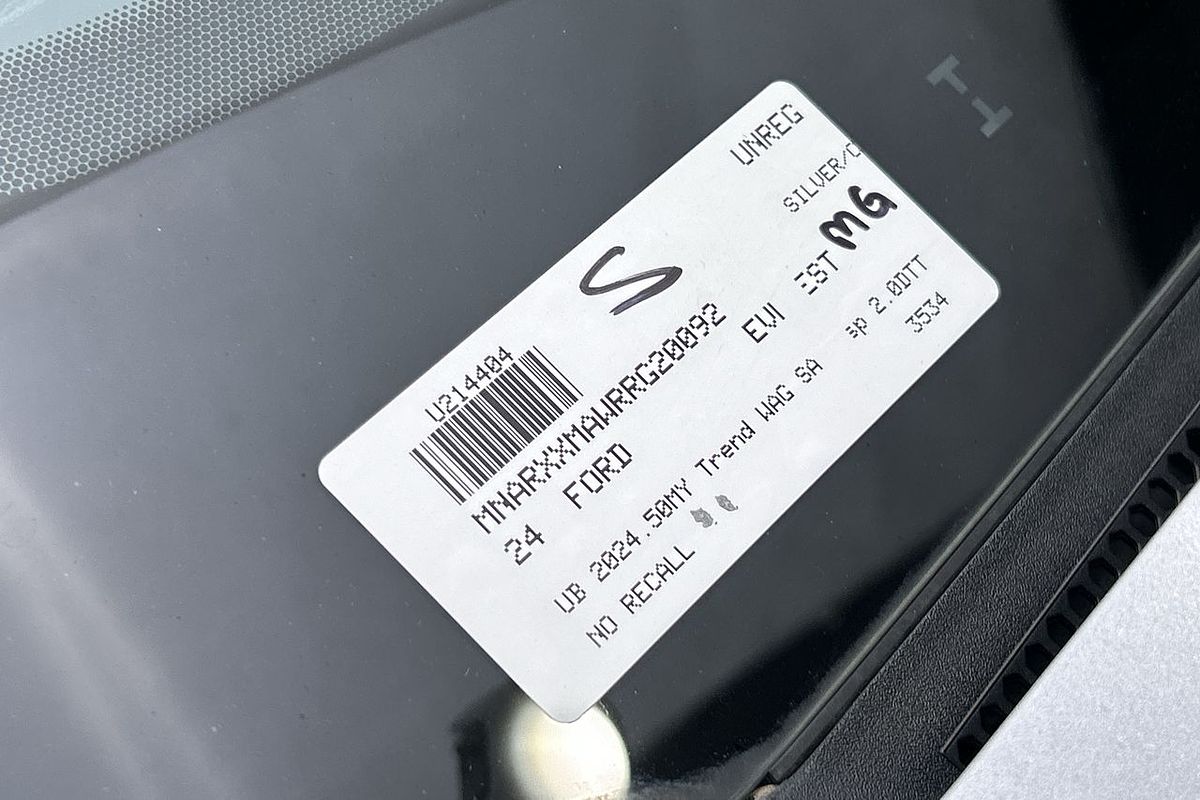 UNREG
SILVER/C
MG
S
U214404
MNARXXMAWRRG20092
24 FORD EVI EST
UB 2024.50MY Trend WAG SA sp 2.0DTT
NO RECALL 3534